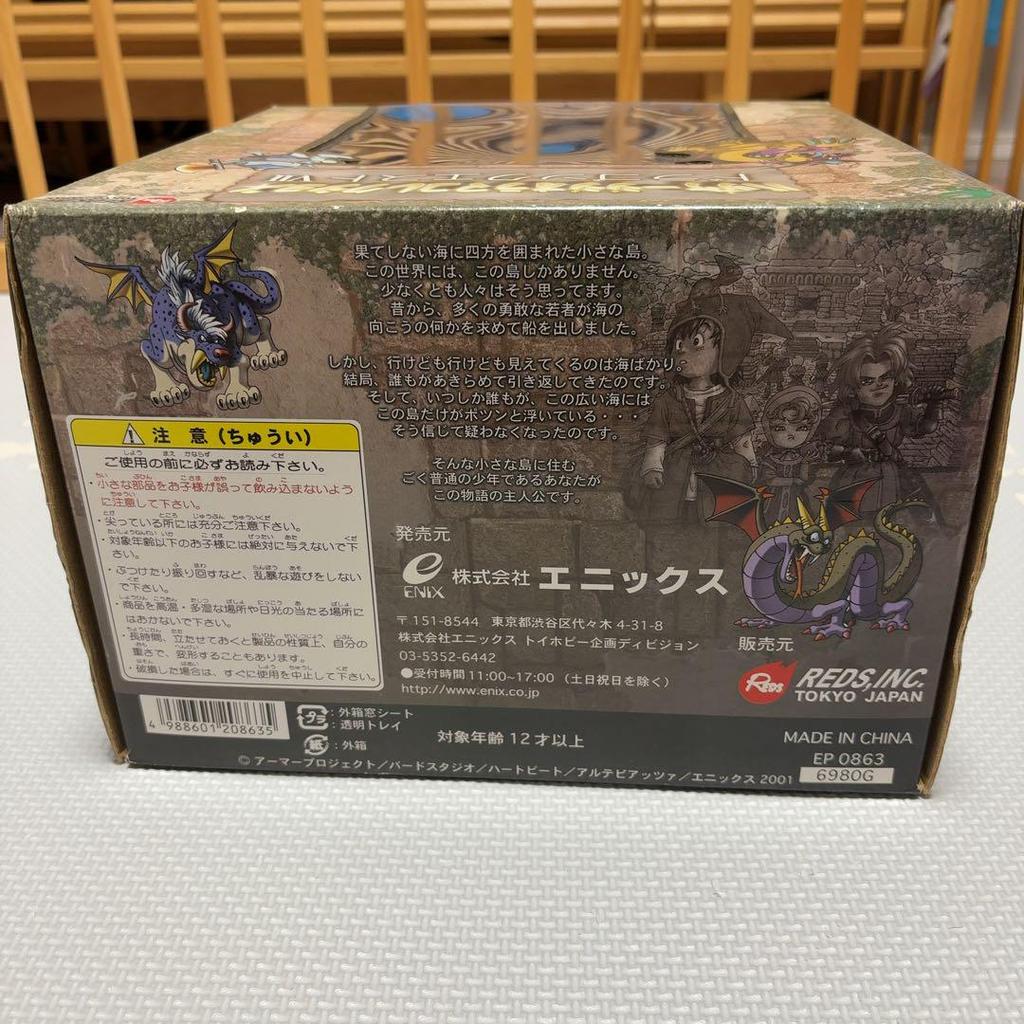 ドラゴンクエストVII
果てしない海に四方を囲まれた小さな島。
この世界には、この島しかありません。
少なくとも人々はそう思ってます。
昔から、多くの勇敢な若者が海の
向こうの何かを求めて船を出しました。
しかし、行けども行けども見えてくるのは海ばかり。
結局、誰もがあきらめて引き返してきたのです。
そして、いつしか誰もが、この広い海には
この島だけがポツンと浮いている・・・
そう信じて疑わなくなったのです。
そんな小さな島に住む
ごく普通の少年であるあなたが
この物語の主人公です。
注 意 (ちゅうい)
ご使用の前に必ずお読み下さい。
・小さな部品をお子様が誤って飲み込まないよう
に注意して下さい。
・尖っている所には充分ご注意下さい。
・対象年齢以下のお子様には絶対に与えないで下
さい。
・ぶつけたり振り回すなど、乱暴な遊びをしない
で下さい。
・商品を高温・多湿な場所や日光の当たる場所に
はおかないで下さい。
・長時間、立たせておくと製品の性質上、自分の
重さで、変形することもあります。
・破損した場合は、すぐに使用を中止して下さい。
発売元
ENIX 株式会社 エニックス
〒151-8544 東京都渋谷区代々木 4-31-8
株式会社エニックス トイホビー企画ディビジョン
03-5352-6442
●受付時間 11:00~17:00 (土日祝日を除く)
http://www.enix.co.jp
販売元
REDS REDS, INC.
TOKYO JAPAN
4 988601 208635
プラ :外箱窓シート
:透明トレイ
紙 :外箱
対象年齢 12 才以上
MADE IN CHINA
EP 0863
6980G
© アーマープロジェクト/バードスタジオ/ハートビート/アルテピアッツァ/エニックス 2001